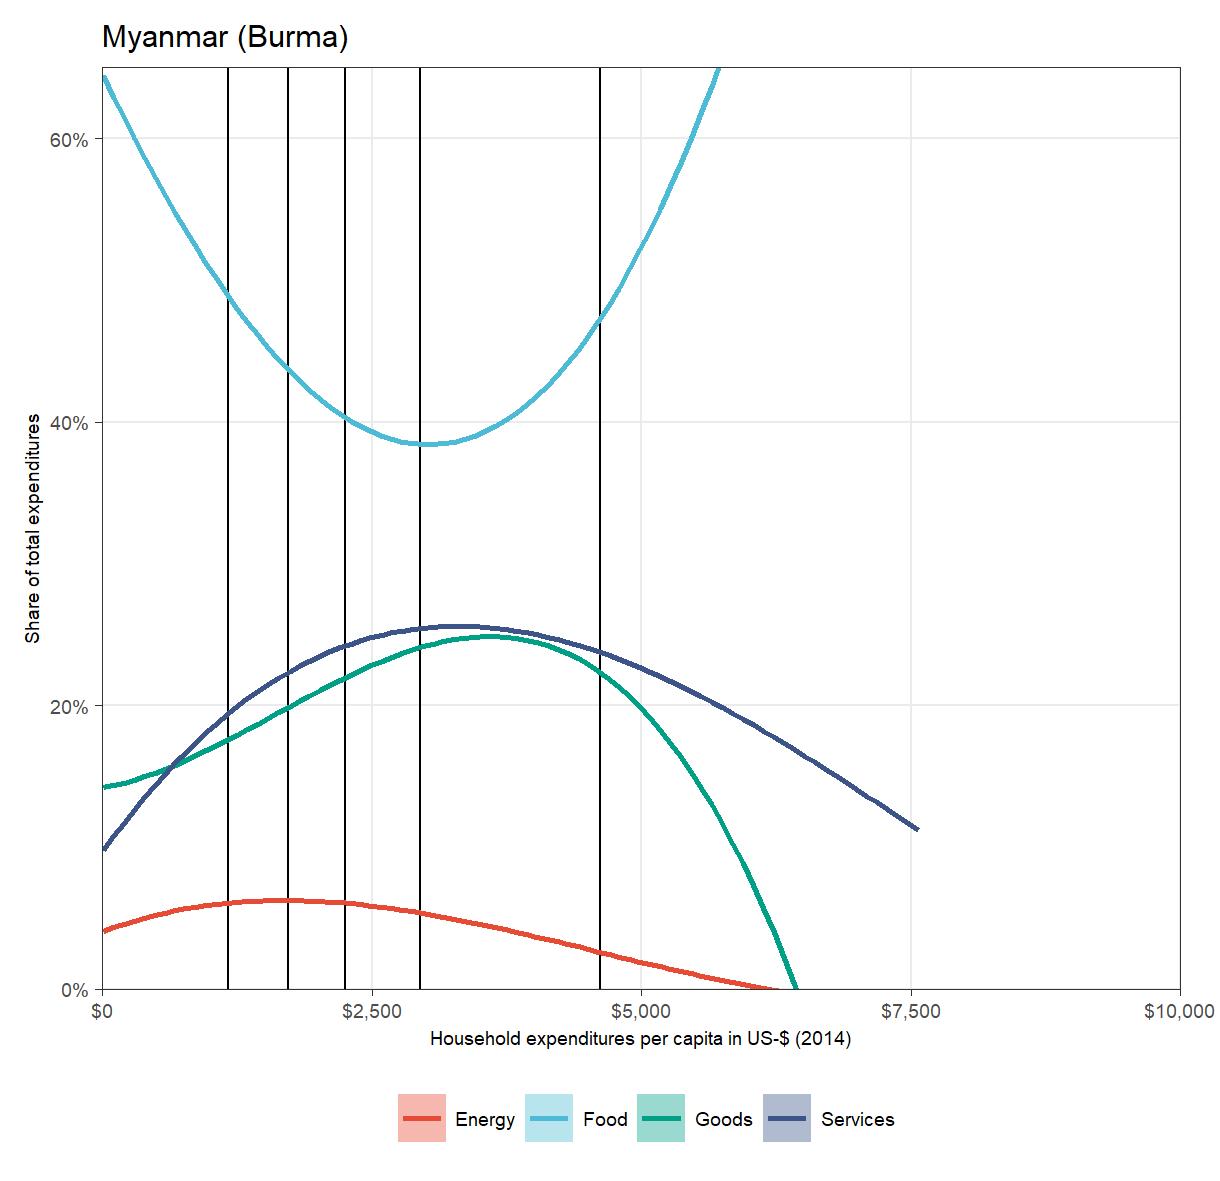 Myanmar (Burma)
60%
40%
20%
0%
Share of total expenditures
$0 $2,500 $5,000 $7,500 $10,000
Household expenditures per capita in US-$ (2014)
Energy Food Goods Services